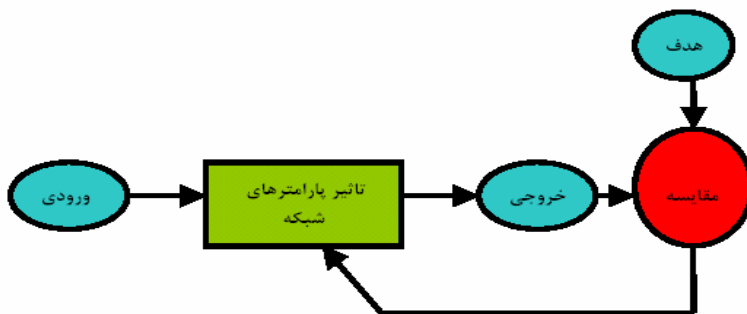 هدف
ورودی
تاثیر پارامترهای
شبکه
خروجی
مقایسه